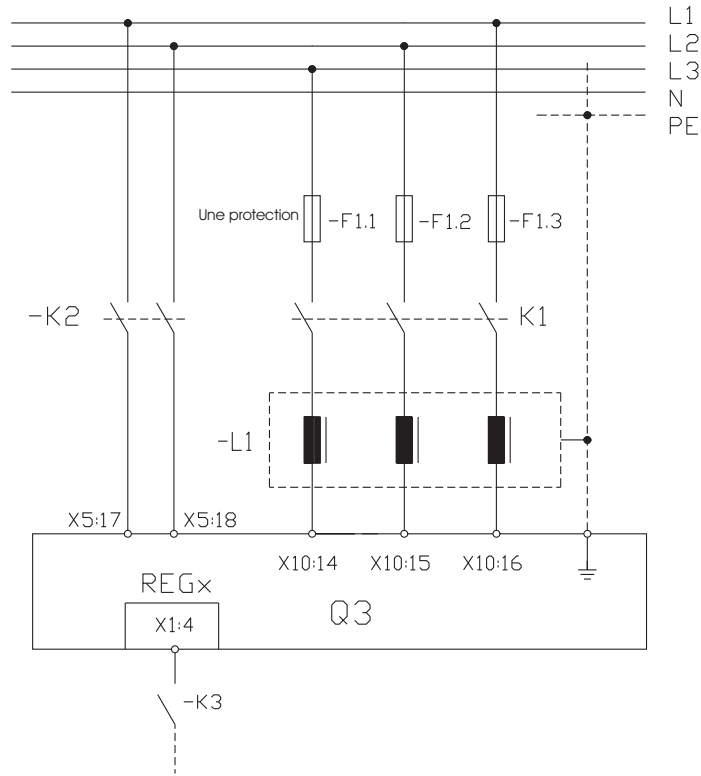 L1
L2
L3
N
PE
Une protection
-F1.1
-F1.2
-F1.3
-K2
K1
-L1
X5:17
X5:18
X10:14
X10:15
X10:16
REGx
Q3
X1:4
-K3